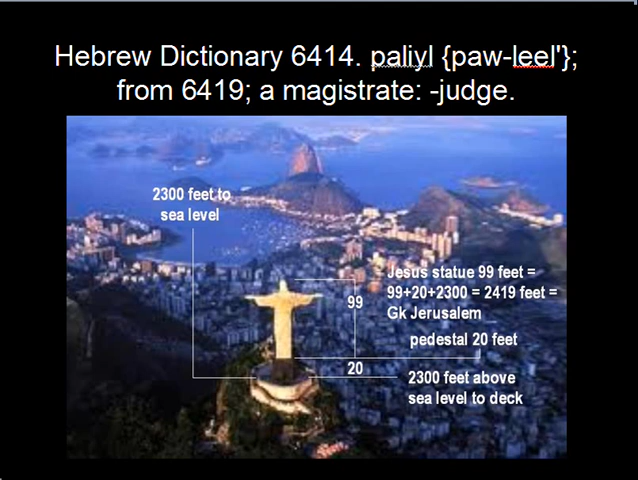 Hebrew Dictionary 6414. paliyl {paw-leel'};
from 6419; a magistrate: -judge.
2300 feet to
sea level
Jesus statue 99 feet =
99+20+2300 = 2419 feet =
Gk Jerusalem
99
pedestal 20 feet
20
2300 feet above
sea level to deck